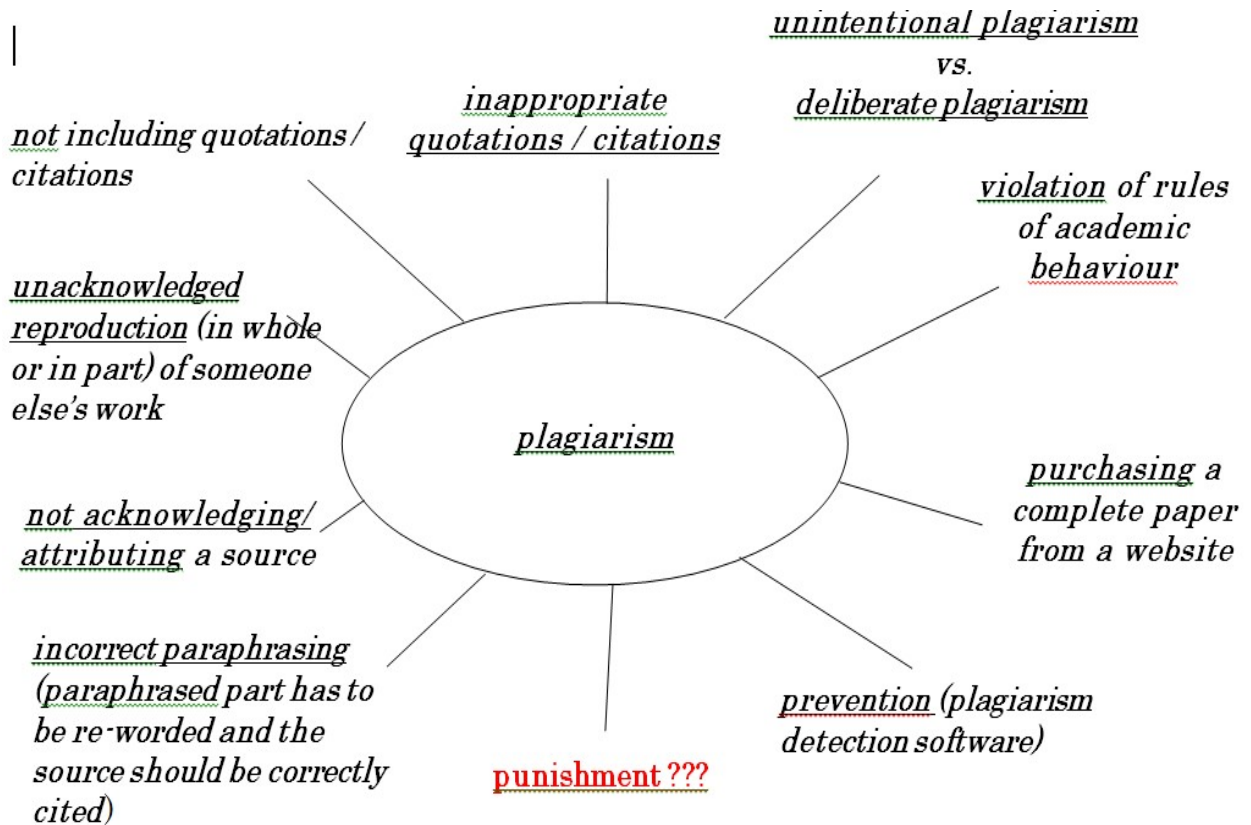 unintentional plagiarism
vs.
deliberate plagiarism
inappropriate
quotations / citations
not including quotations /
citations
violation of rules
of academic
behaviour
unacknowledged
reproduction (in whole
or in part) of someone
else's work
plagiarism
purchasing a
complete paper
from a website
not acknowledging/
attributing a source
incorrect paraphrasing
(paraphrased part has to
be re-worded and the
source should be correctly
cited)
prevention (plagiarism
detection software)
punishment ???